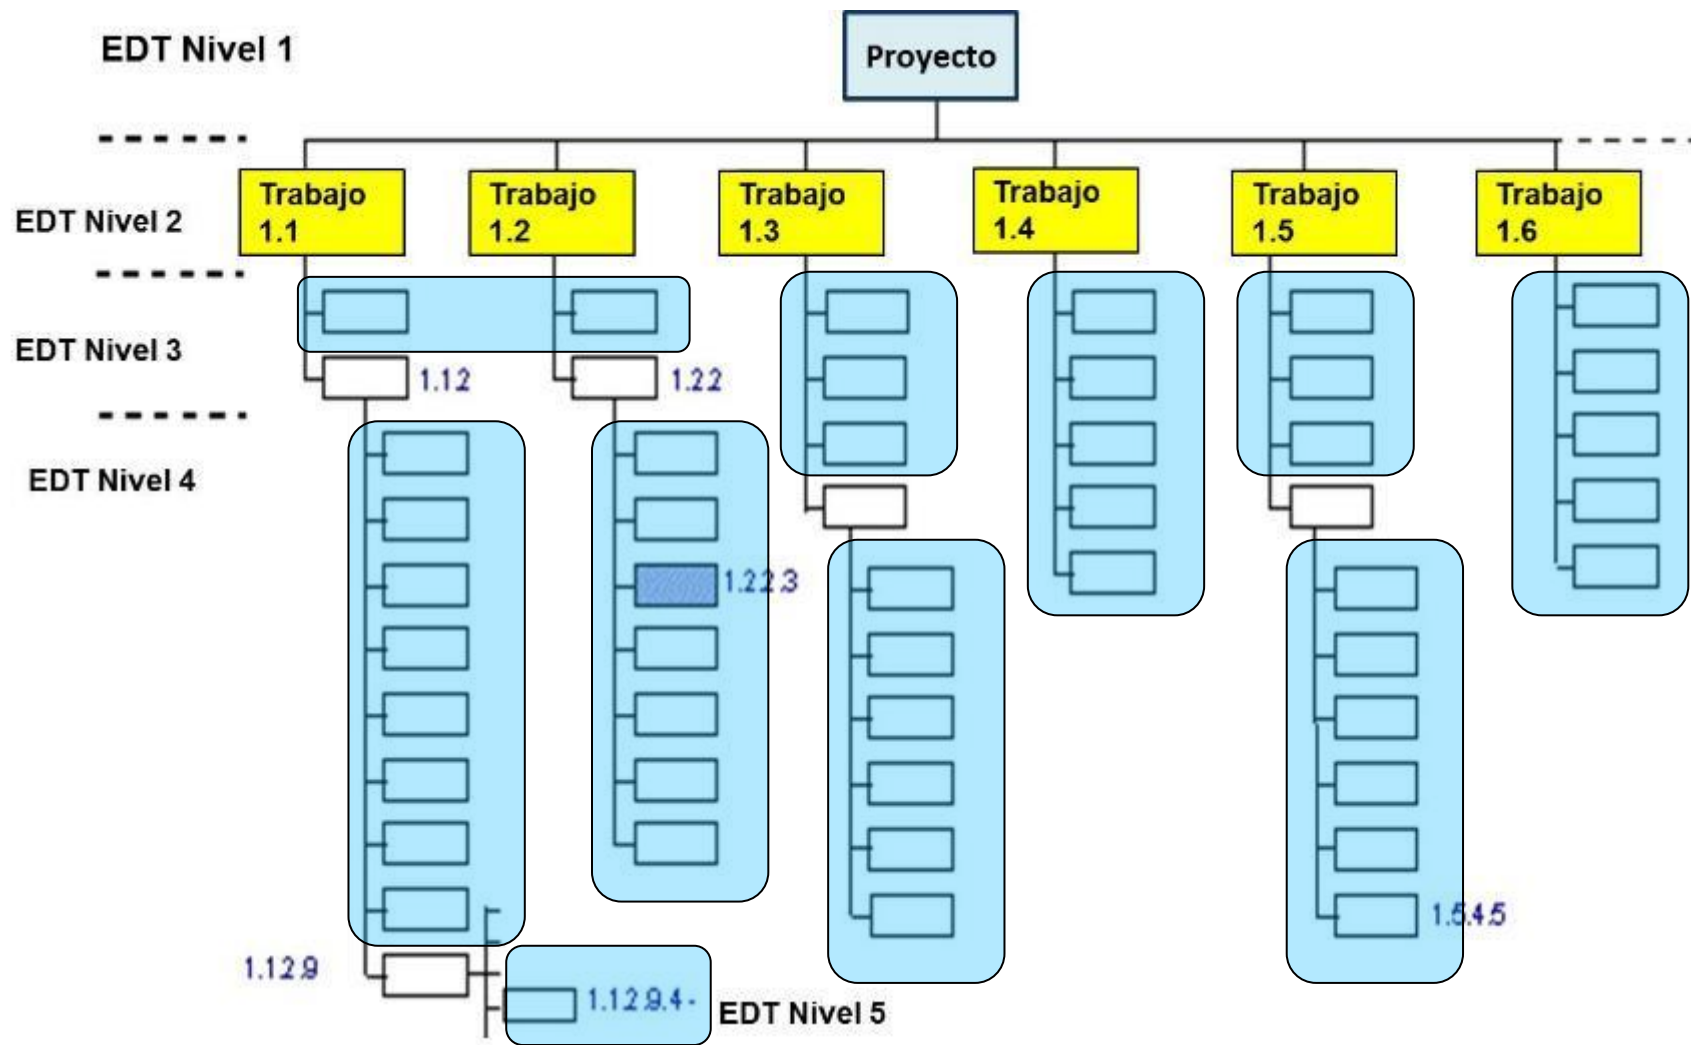 EDT Nivel 1
Proyecto
EDT Nivel 2
Trabajo
1.1
Trabajo
1.2
Trabajo
1.3
Trabajo
1.4
Trabajo
1.5
Trabajo
1.6
EDT Nivel 3
1.1.2
1.2.2
EDT Nivel 4
1.2.2.3
1.5.4.5
1.1.2.9
1.1.2.9.4 -
EDT Nivel 5